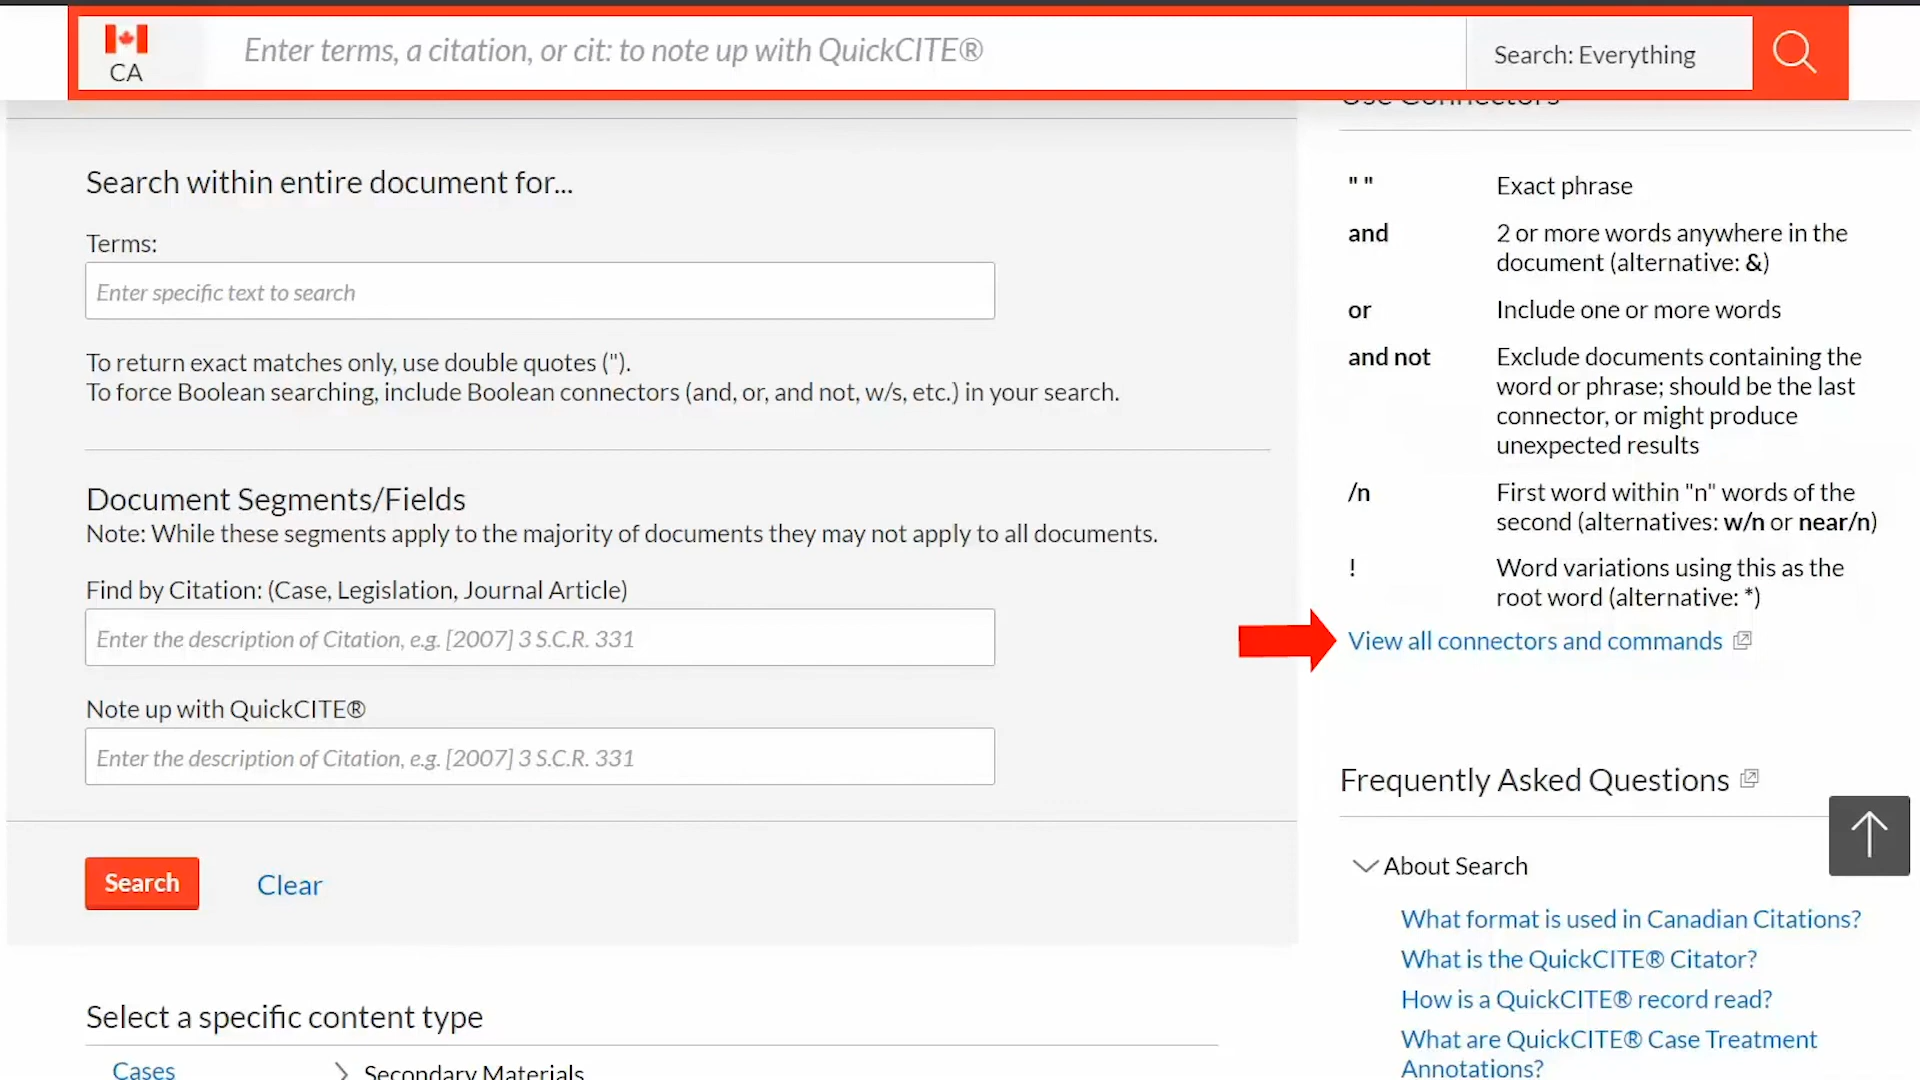 CA
Enter terms, a citation, or cit: to note up with QuickCITE®
Search: Everything
Use Connectors
Search within entire document for...
Terms:
Enter specific text to search
To return exact matches only, use double quotes (").
To force Boolean searching, include Boolean connectors (and, or, and not, w/s, etc.) in your search.
Document Segments/Fields
Note: While these segments apply to the majority of documents they may not apply to all documents.
Find by Citation: (Case, Legislation, Journal Article)
Enter the description of Citation, e.g. [2007] 3 S.C.R. 331
Note up with QuickCITE®
Enter the description of Citation, e.g. [2007] 3 S.C.R. 331
Search
Clear
Select a specific content type
Cases
Secondary Materials
" " Exact phrase
and 2 or more words anywhere in the
document (alternative: &)
or Include one or more words
and not Exclude documents containing the
word or phrase; should be the last
connector, or might produce
unexpected results
/n First word within "n" words of the
second (alternatives: w/n or near/n)
! Word variations using this as the
root word (alternative: *)
View all connectors and commands
Frequently Asked Questions
About Search
What format is used in Canadian Citations?
What is the QuickCITE® Citator?
How is a QuickCITE® record read?
What are QuickCITE® Case Treatment
Annotations?